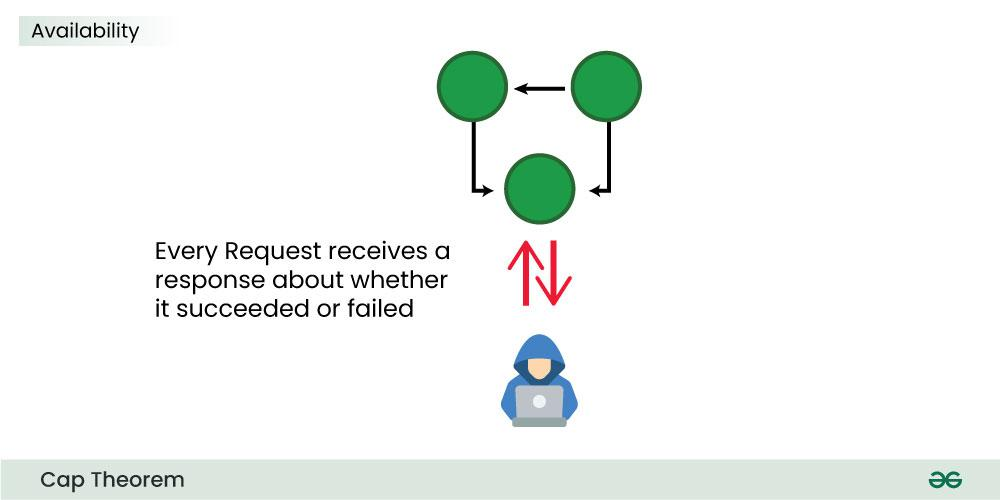 Availability
Every Request receives a
response about whether
it succeeded or failed
Cap Theorem